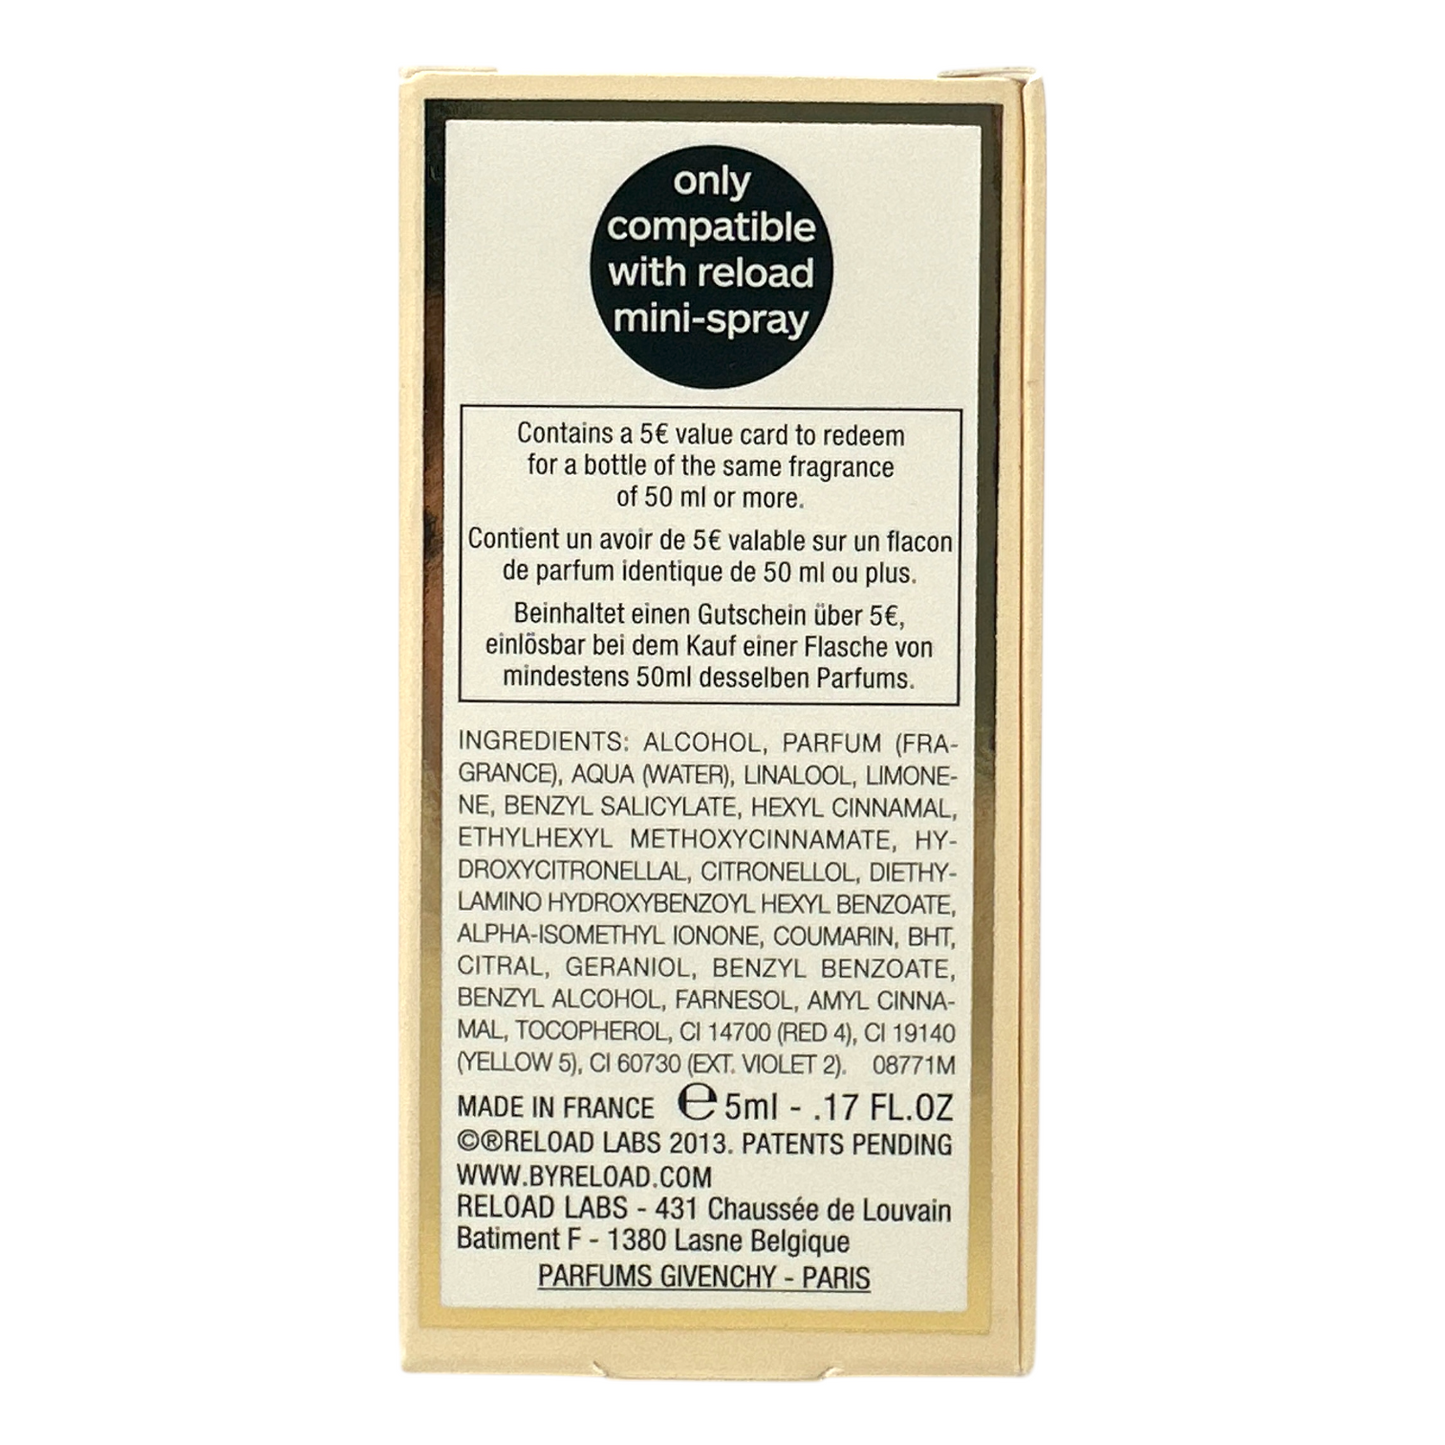 only
compatible
with reload
mini-spray
Contains a 5€ value card to redeem
for a bottle of the same fragrance
of 50 ml or more.
Contient un avoir de 5€ valable sur un flacon
de parfum identique de 50 ml ou plus.
Beinhaltet einen Gutschein über 5€,
einlösbar bei dem Kauf einer Flasche von
mindestens 50ml desselben Parfums.
INGREDIENTS: ALCOHOL, PARFUM (FRA-
GRANCE), AQUA (WATER), LINALOOL, LIMONE-
NE, BENZYL SALICYLATE, HEXYL CINNAMAL,
ETHYLHEXYL METHOXYCINNAMATE, HY-
DROXYCITRONELLAL, CITRONELLOL, DIETHY-
LAMINO HYDROXYBENZOYL HEXYL BENZOATE,
ALPHA-ISOMETHYL IONONE, COUMARIN, BHT,
CITRAL, GERANIOL, BENZYL BENZOATE,
BENZYL ALCOHOL, FARNESOL, AMYL CINNA-
MAL, TOCOPHEROL, CI 14700 (RED 4), CI 19140
(YELLOW 5), CI 60730 (EXT. VIOLET 2). 08771M
MADE IN FRANCE ℮ 5ml - .17 FL.OZ
©®RELOAD LABS 2013. PATENTS PENDING
WWW.BYRELOAD.COM
RELOAD LABS - 431 Chaussée de Louvain
Batiment F - 1380 Lasne Belgique
PARFUMS GIVENCHY - PARIS